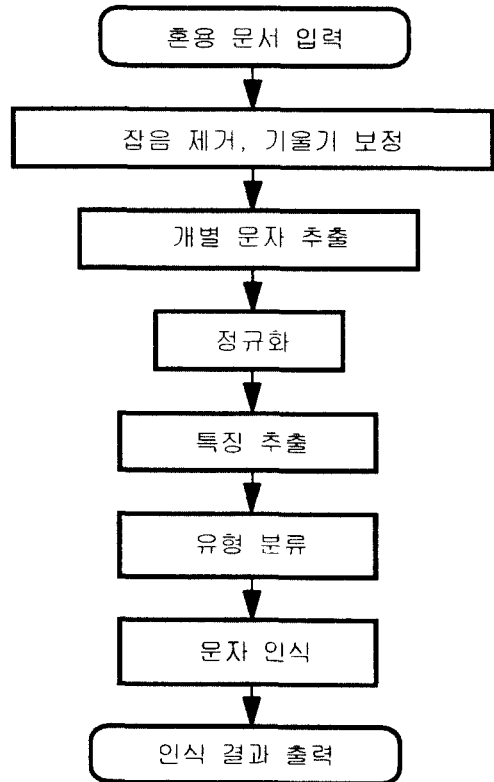 혼용 문서 입력
잡음 제거, 기울기 보정
개별 문자 추출
정규화
특징 추출
유형 분류
문자 인식
인식 결과 출력